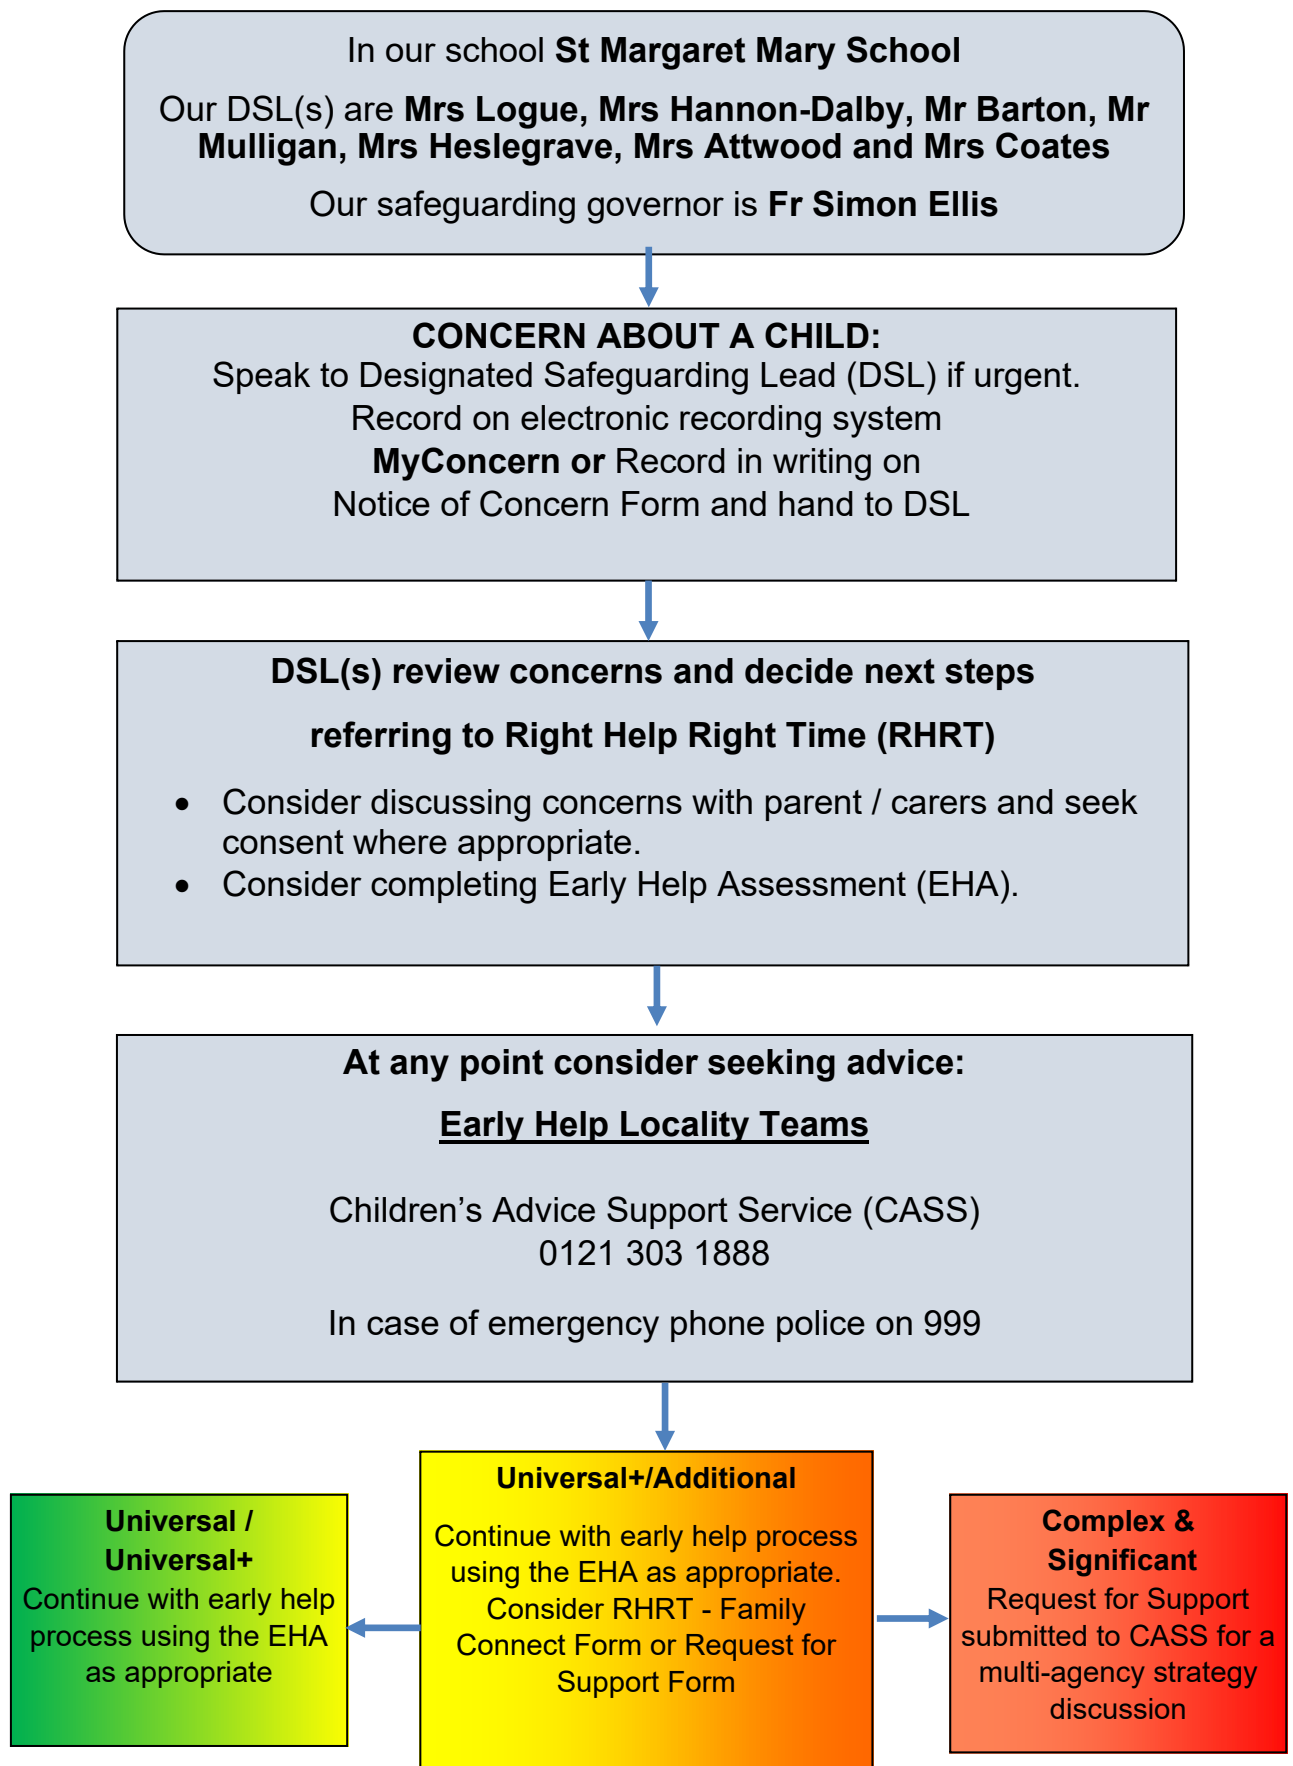 In our school St Margaret Mary School
Our DSL(s) are Mrs Logue, Mrs Hannon-Dalby, Mr Barton, Mr
Mulligan, Mrs Heslegrave, Mrs Attwood and Mrs Coates
Our safeguarding governor is Fr Simon Ellis
CONCERN ABOUT A CHILD:
Speak to Designated Safeguarding Lead (DSL) if urgent.
Record on electronic recording system
MyConcern or Record in writing on
Notice of Concern Form and hand to DSL
DSL(s) review concerns and decide next steps
referring to Right Help Right Time (RHRT)
• Consider discussing concerns with parent / carers and seek
consent where appropriate.
• Consider completing Early Help Assessment (EHA).
At any point consider seeking advice:
Early Help Locality Teams
Children’s Advice Support Service (CASS)
0121 303 1888
In case of emergency phone police on 999
Universal /
Universal+
Continue with early help
process using the EHA
as appropriate
Universal+/Additional
Continue with early help process
using the EHA as appropriate.
Consider RHRT - Family
Connect Form or Request for
Support Form
Complex &
Significant
Request for Support
submitted to CASS for a
multi-agency strategy
discussion